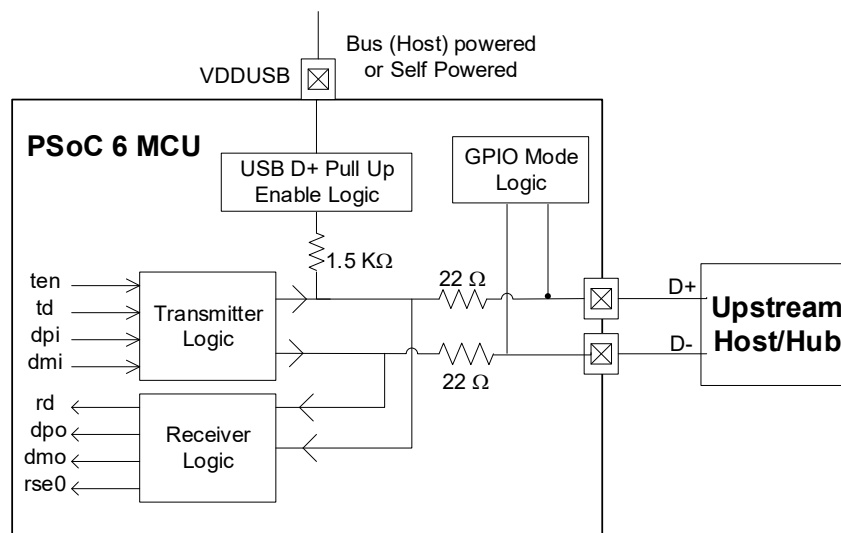 Bus (Host) powered
or Self Powered
VDDUSB
PSoC 6 MCU
USB D+ Pull Up
Enable Logic
GPIO Mode
Logic
1.5 KΩ
22 Ω
22 Ω
ten
td
dpi
dmi
Transmitter
Logic
rd
dpo
dmo
rse0
Receiver
Logic
D+
D-
Upstream
Host/Hub